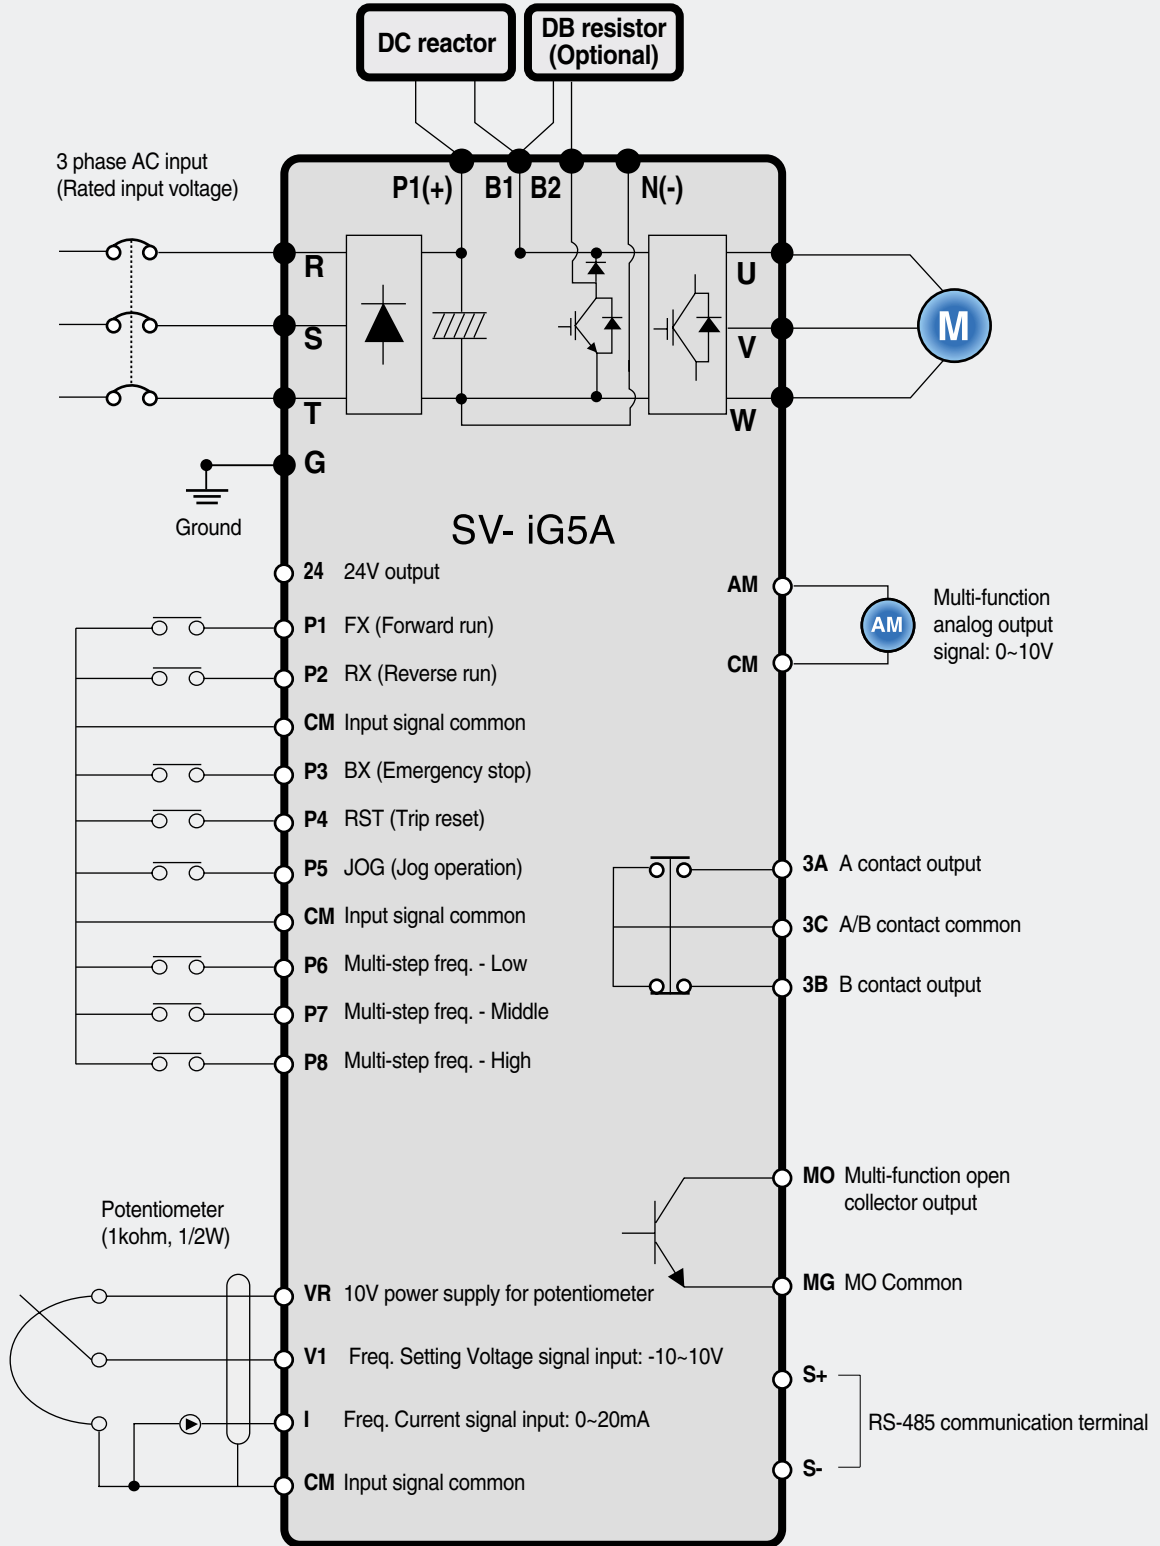 DC reactor
DB resistor
(Optional)
3 phase AC input
(Rated input voltage)
P1(+)
B1
B2
N(-)
R
S
T
G
U
V
W
M
Ground
SV- iG5A
24 24V output
P1 FX (Forward run)
P2 RX (Reverse run)
CM Input signal common
P3 BX (Emergency stop)
P4 RST (Trip reset)
P5 JOG (Jog operation)
CM Input signal common
P6 Multi-step freq. - Low
P7 Multi-step freq. - Middle
P8 Multi-step freq. - High
AM
CM
AM
Multi-function
analog output
signal: 0~10V
3A A contact output
3C A/B contact common
3B B contact output
MO Multi-function open
collector output
MG MO Common
Potentiometer
(1kohm, 1/2W)
VR 10V power supply for potentiometer
V1 Freq. Setting Voltage signal input: -10~10V
I Freq. Current signal input: 0~20mA
CM Input signal common
S+
RS-485 communication terminal
S-